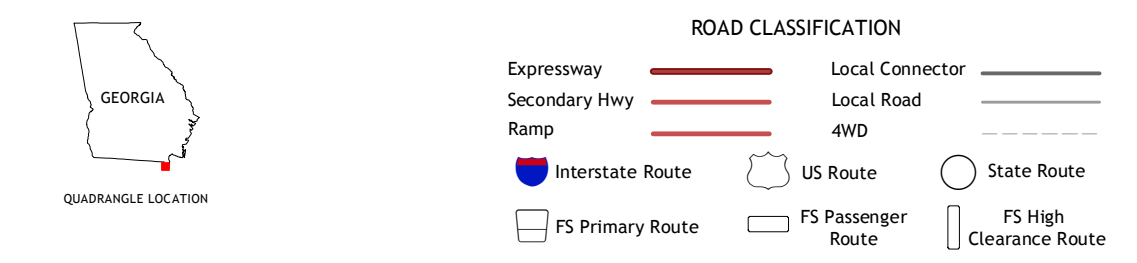 GEORGIA
QUADRANGLE LOCATION
ROAD CLASSIFICATION
Expressway
Local Connector
Secondary Hwy
Local Road
Ramp
4WD
Interstate Route
US Route
State Route
FS Primary Route
FS Passenger
Route
FS High
Clearance Route